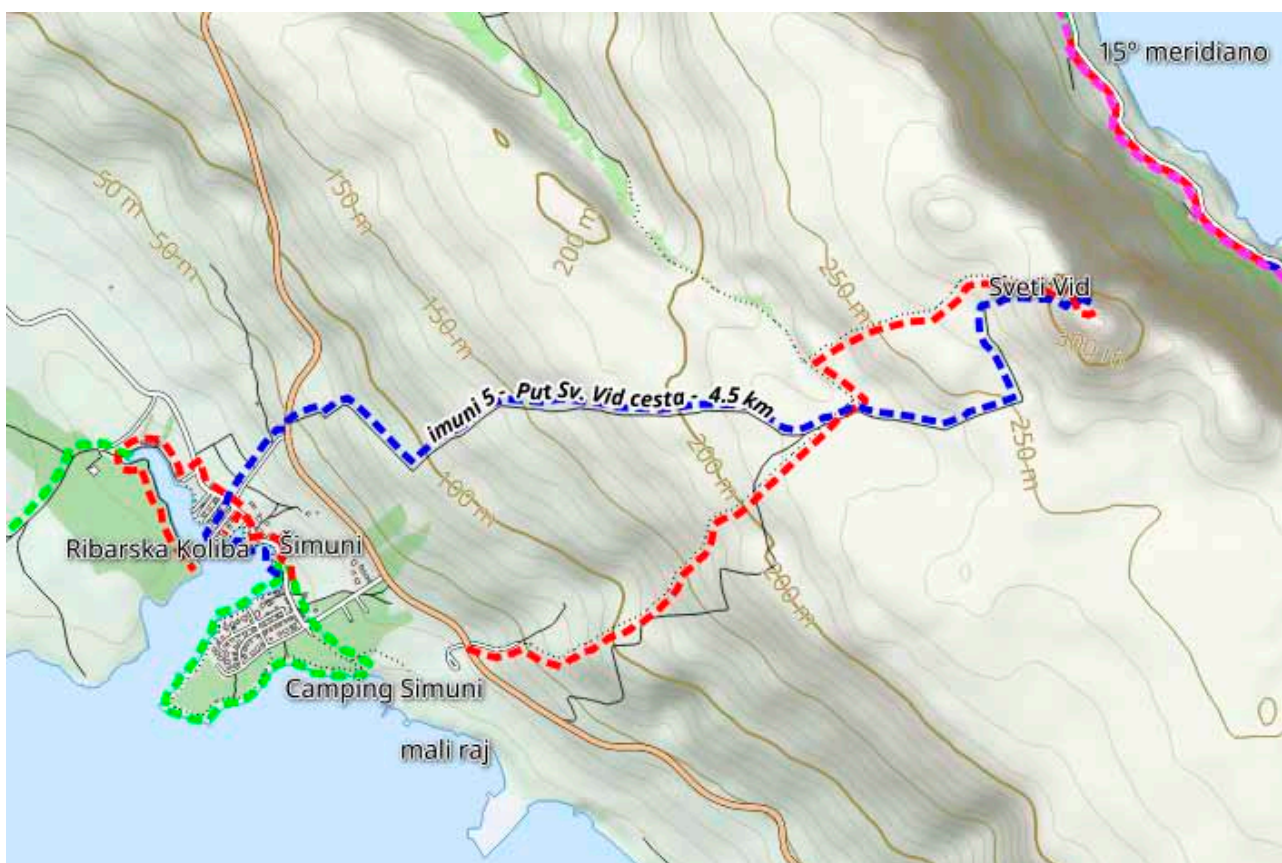 15° meridiano
50 m
50 m
150 m
200 m
250 m
Sveti Vid
300 m
150 m
imuni 5 - Put Sv. Vid cesta - 4.5 km,
100 m
200 m
250 m
Ribarska Koliba
Šimuni
200 m
Camping Simuni
mali raj